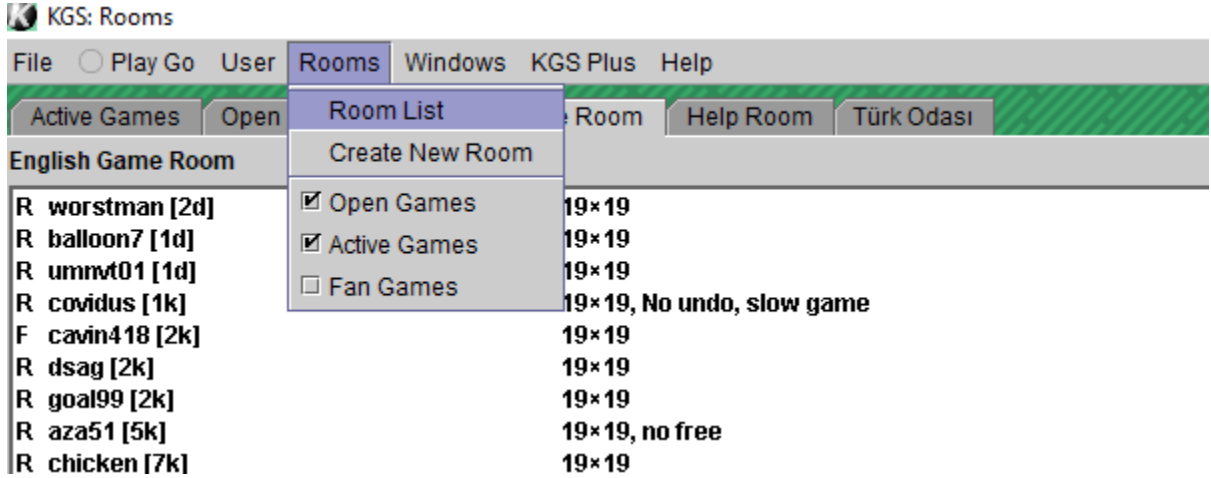 KGS: Rooms
File Play Go User Rooms Windows KGS Plus Help
Active Games Open Room Help Room Türk Odası
Room List
Create New Room
Open Games
Active Games
Fan Games
English Game Room
R worstman [2d] 19×19
R balloon7 [1d] 19×19
R umnvt01 [1d] 19×19
R covidus [1k] 19×19, No undo, slow game
F cavin418 [2k] 19×19
R dsag [2k] 19×19
R goal99 [2k] 19×19
R aza51 [5k] 19×19, no free
R chicken [7k] 19×19